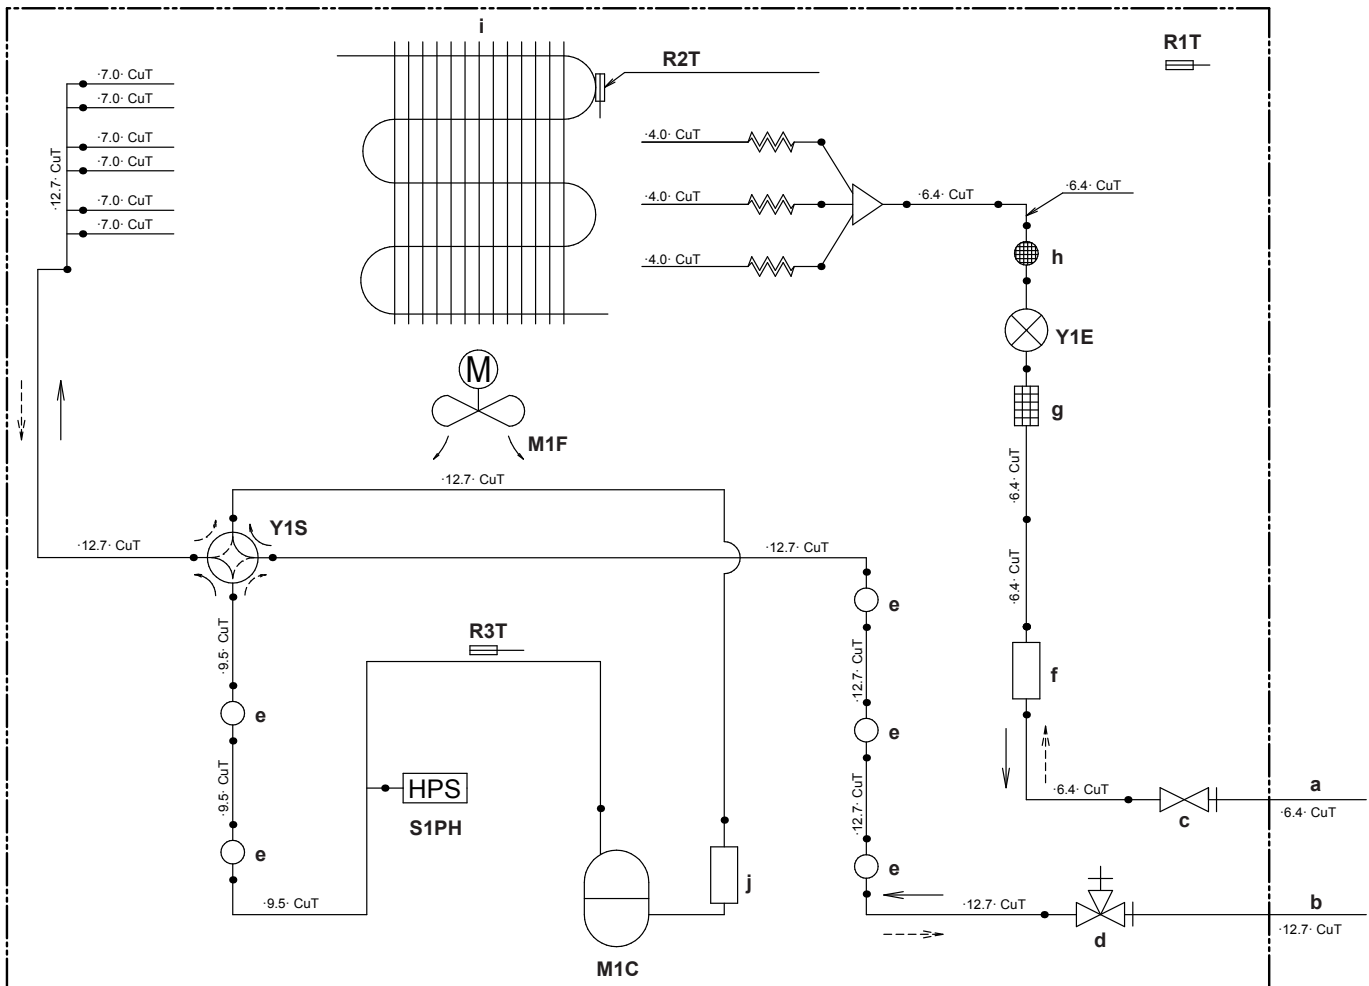 i
R1T
R2T
·7.0· CuT
·7.0· CuT
·7.0· CuT
·7.0· CuT
·7.0· CuT
·7.0· CuT
·12.7· CuT
·4.0· CuT
·4.0· CuT
·4.0· CuT
·6.4· CuT
·6.4· CuT
h
Y1E
g
M
M1F
·6.4· CuT
·6.4· CuT
·12.7· CuT
Y1S
·12.7· CuT
·12.7· CuT
e
R3T
·9.5· CuT
·12.7· CuT
f
e
e
·9.5· CuT
HPS
S1PH
·12.7· CuT
·6.4· CuT
a
·6.4· CuT
c
e
e
j
·9.5· CuT
·12.7· CuT
b
·12.7· CuT
d
M1C